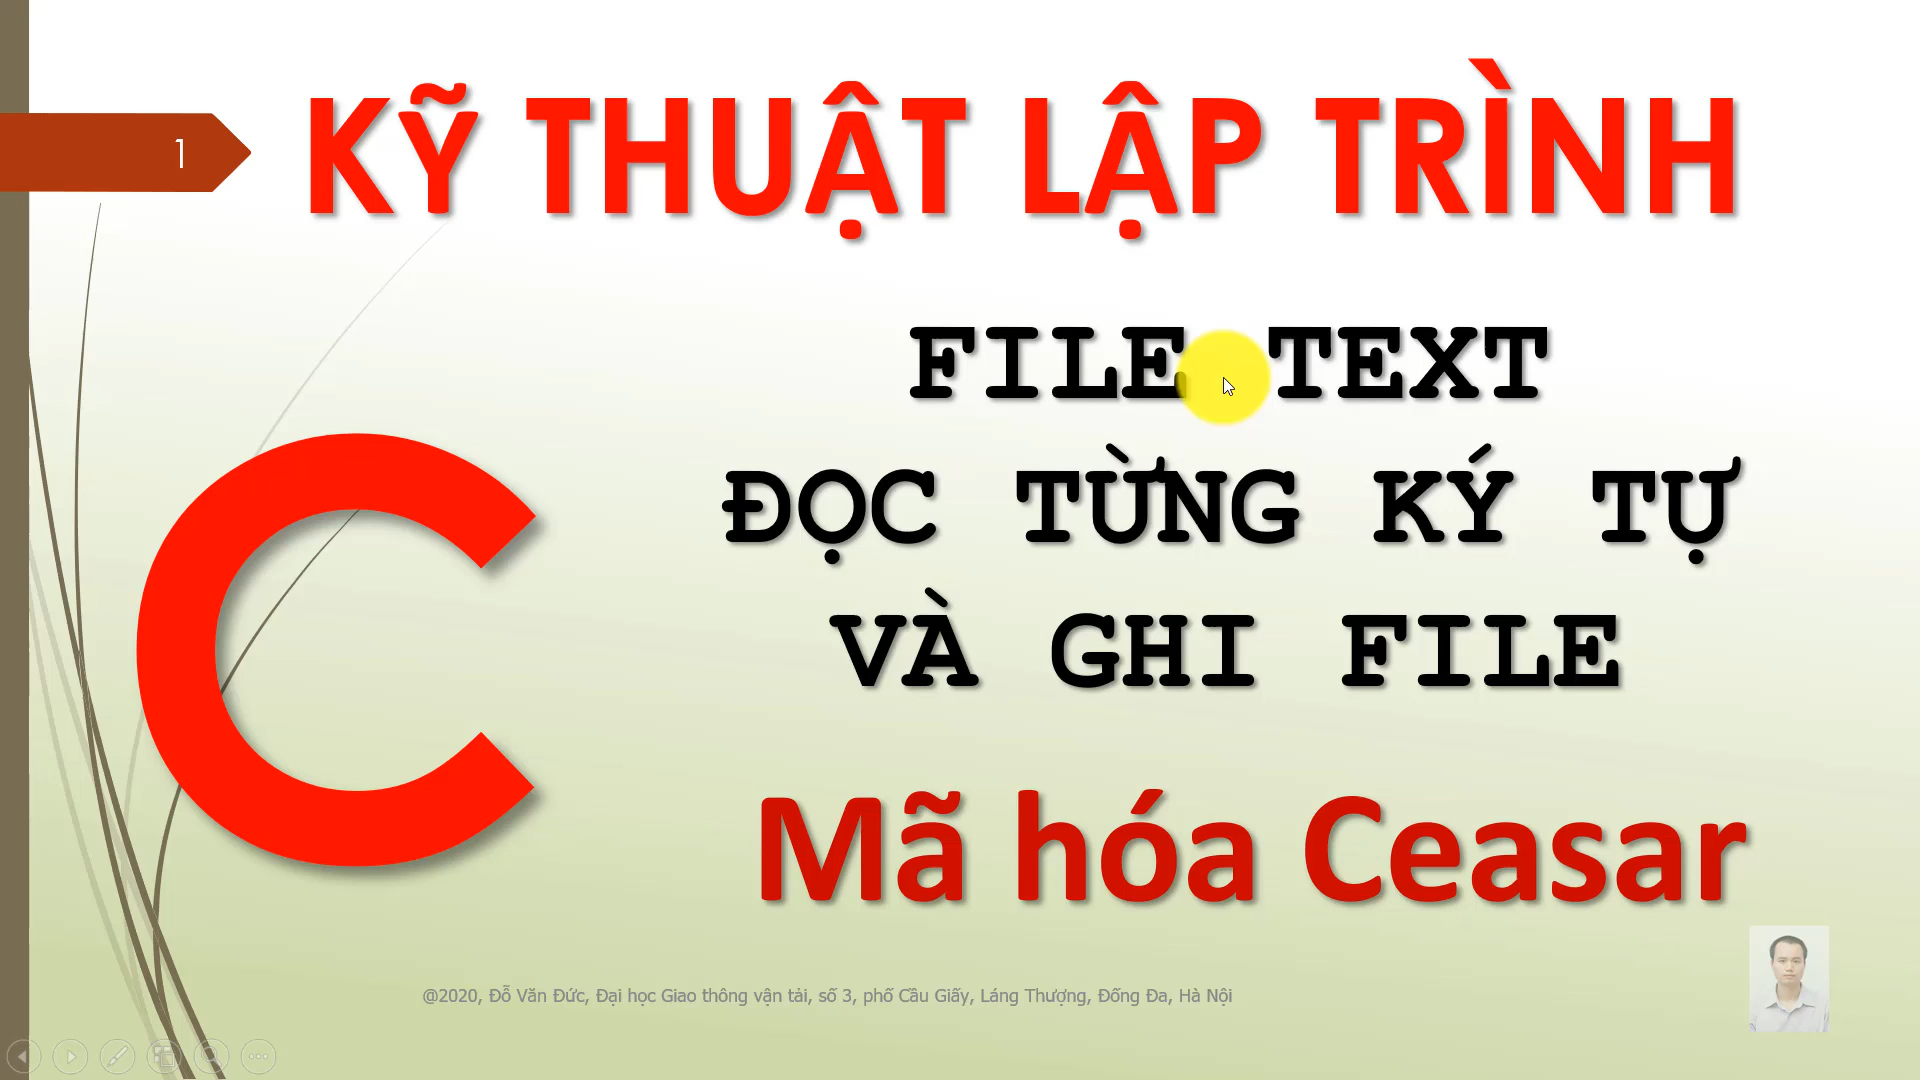 KỸ THUẬT LẬP TRÌNH
1
FILE TEXT
ĐỌC TỪNG KÝ TỰ
VÀ GHI FILE
C
Mã hóa Ceasar
@2020, Đỗ Văn Đức, Đại học Giao thông vận tải, số 3, phố Cầu Giấy, Láng Thượng, Đống Đa, Hà Nội